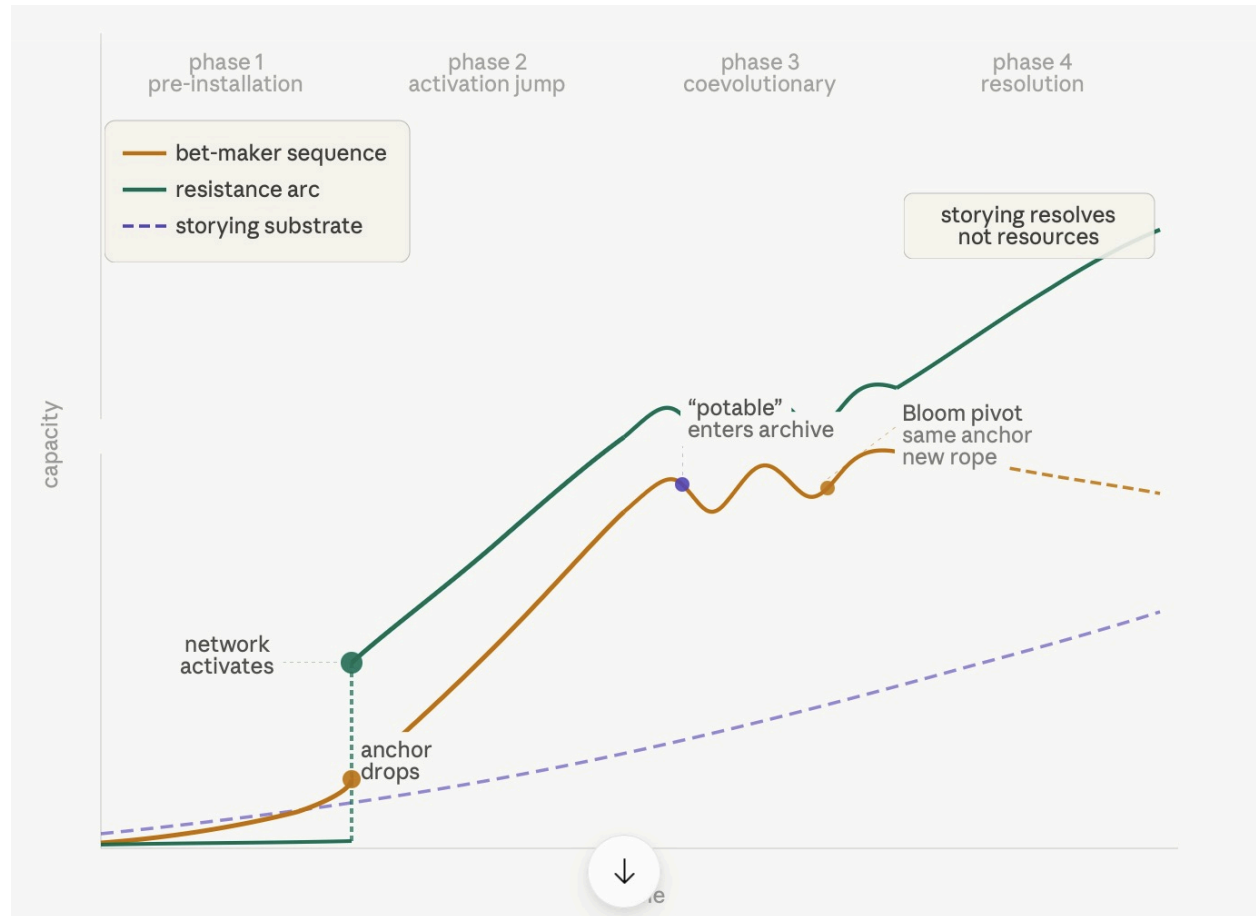 phase 1
pre-installation
phase 2
activation jump
phase 3
coevolutionary
phase 4
resolution
bet-maker sequence
resistance arc
storying substrate
storying resolves
not resources
“potable”
enters archive
Bloom pivot
same anchor
new rope
capacity
network
activates
anchor
drops